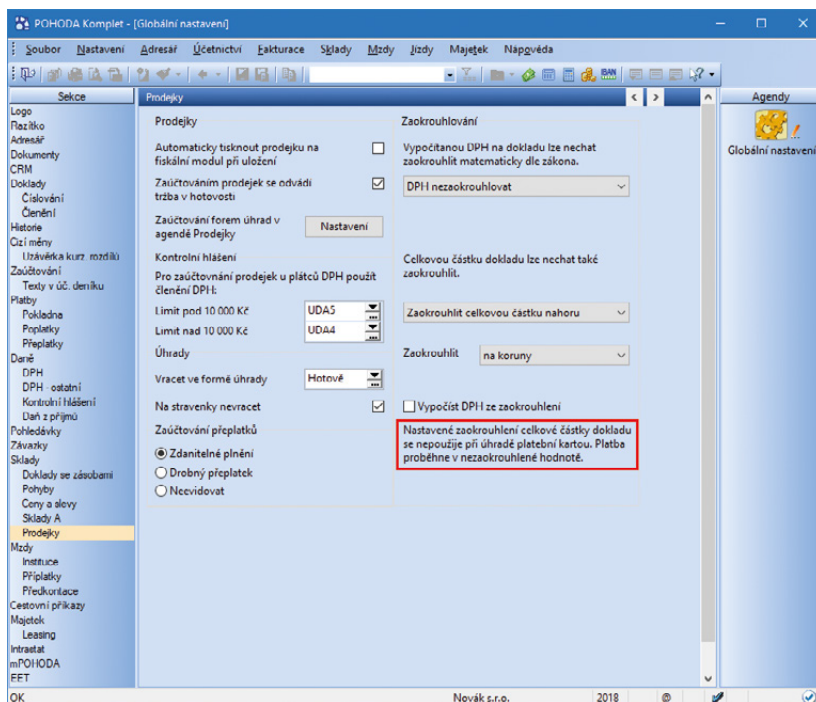 POHODA Komplet - [Globální nastavení]
Soubor Nastavení Adresář Účetnictví Fakturace Sklady Mzdy Jízdy Majetek Nápověda
Sekce
Logo
Razítko
Adresář
Dokumenty
CRM
Doklady
Číslování
Členění
Historie
Cizí měny
Uzávěrka kurz. rozdílů
Zaúčtování
Texty v úč. deníku
Platby
Pokladna
Poplatky
Přeplatky
Daně
DPH
DPH - ostatní
Kontrolní hlášení
Daň z příjmů
Pohledávky
Závazky
Sklady
Doklady se zásobami
Pohyby
Ceny a slevy
Sklady A
Prodejky
Mzdy
Instituce
Příplatky
Předkontace
Cestovní příkazy
Majetek
Leasing
Intrastat
mPOHODA
EET
Prodejky
Prodejky
Automaticky tisknout prodejku na
fiskální modul při uložení
Zaúčtováním prodejek se odvádí
tržba v hotovosti
Zaúčtování forem úhrad v
agendě Prodejky
Nastavení
Kontrolní hlášení
Pro zaúčtovnání prodejek u plátců DPH použít
členění DPH:
Limit pod 10 000 Kč UDA5
Limit nad 10 000 Kč UDA4
Úhrady
Vracet ve formě úhrady Hotově
Na stravenky nevracet
Zaúčtování přeplatků
Zdanitelné plnění
Drobný přeplatek
Neevidovat
Zaokrouhlování
Vypočítanou DPH na dokladu lze nechat
zaokrouhlit matematicky dle zákona.
DPH nezaokrouhlovat
Celkovou částku dokladu lze nechat také
zaokrouhlit.
Zaokrouhlit celkovou částku nahoru
Zaokrouhlit na koruny
Vypočíst DPH ze zaokrouhlení
Nastavené zaokrouhlení celkové částky dokladu
se nepoužije při úhradě platební kartou. Platba
proběhne v nezaokrouhlené hodnotě.
Agendy
Globální nastavení
OK Novák s.r.o. 2018 @